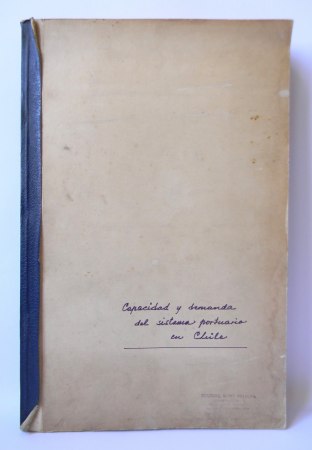 Capacidad y demanda
del sistema portuario
en Chile